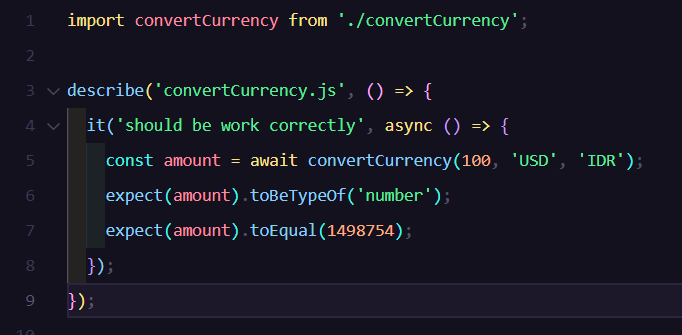 1 import convertCurrency from './convertCurrency';
2
3 describe('convertCurrency.js', () => {
4 it('should be work correctly', async () => {
5 const amount = await convertCurrency(100, 'USD', 'IDR');
6 expect(amount).toBeTypeOf('number');
7 expect(amount).toEqual(1498754);
8 });
9 });
10